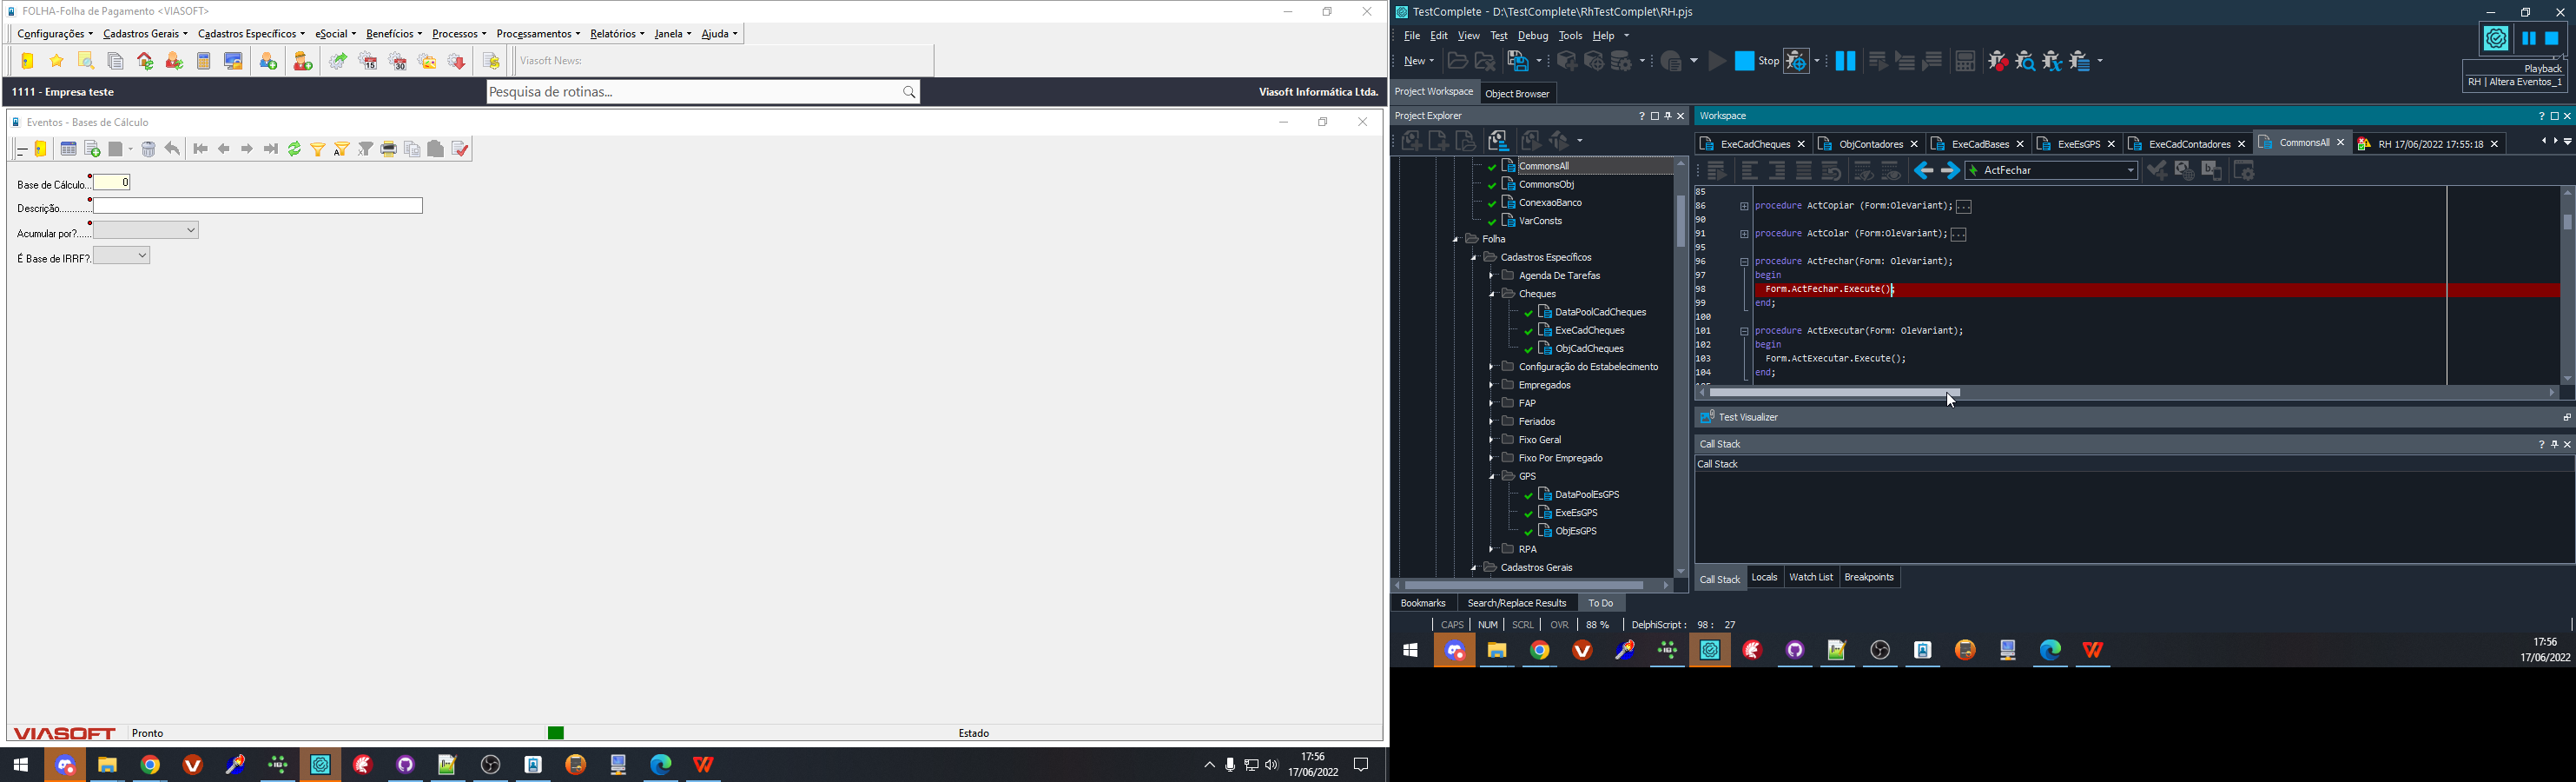 FOLHA-Folha de Pagamento <VIASOFT>
Configurações Cadastros Gerais Cadastros Específicos eSocial Benefícios Processos Processamentos Relatórios Janela Ajuda
Viasoft News:
1111 - Empresa teste
Pesquisa de rotinas...
Viasoft Informática Ltda.
Eventos - Bases de Cálculo
Base de Cálculo... 0
Descrição.............
Acumular por?.....
É Base de IRRF?.
VIASOFT Pronto Estado
17:56
17/06/2022
TestComplete - D:\TestComplete\RhTestComplet\RH.pjs
File Edit View Test Debug Tools Help
New Stop
Playback
RH | Altera Eventos_1
Project Workspace Object Browser
Project Explorer
CommonsAll
CommonsObj
ConexaoBanco
VarConsts
Folha
Cadastros Específicos
Agenda De Tarefas
Cheques
DataPoolCadCheques
ExeCadCheques
ObjCadCheques
Configuração do Estabelecimento
Empregados
FAP
Feriados
Fixo Geral
Fixo Por Empregado
GPS
DataPoolEsGPS
ExeEsGPS
ObjEsGPS
RPA
Cadastros Gerais
Bookmarks Search/Replace Results To Do
Workspace
ExeCadCheques ObjContadores ExeCadBases ExeEsGPS ExeCadContadores CommonsAll RH 17/06/2022 17:55:18
ActFechar
85
86 procedure ActCopiar (Form:OleVariant); ...
90
91 procedure ActColar (Form:OleVariant); ...
95
96 procedure ActFechar(Form: OleVariant);
97 begin
98 Form.ActFechar.Execute();
99 end;
100
101 procedure ActExecutar(Form: OleVariant);
102 begin
103 Form.ActExecutar.Execute();
104 end;
Test Visualizer
Call Stack
Call Stack
Call Stack Locals Watch List Breakpoints
CAPS NUM SCRL OVR 88 % DelphiScript : 98 : 27
17:56
17/06/2022